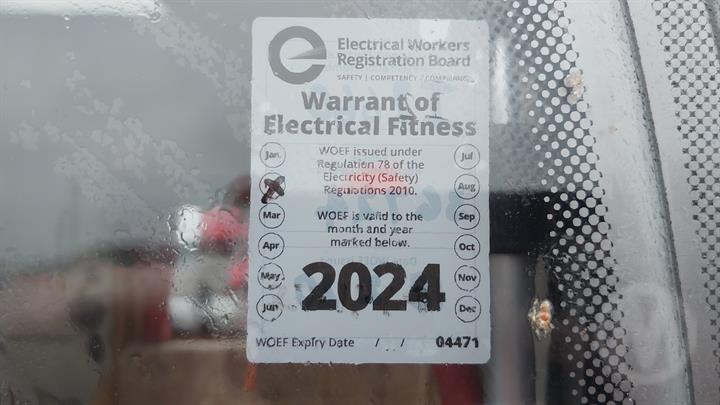 Electrical Workers
Registration Board
SAFETY | COMPETENCY | COMPLIANCE
Warrant of
Electrical Fitness
WOEF issued under
Regulation 78 of the
Electricity (Safety)
Regulations 2010.
WOEF is valid to the
month and year
marked below.
Jan
Mar
Apr
May
Jun
Jul
Aug
Sep
Oct
Nov
Dec
2024
WOEF Expiry Date / / 04471